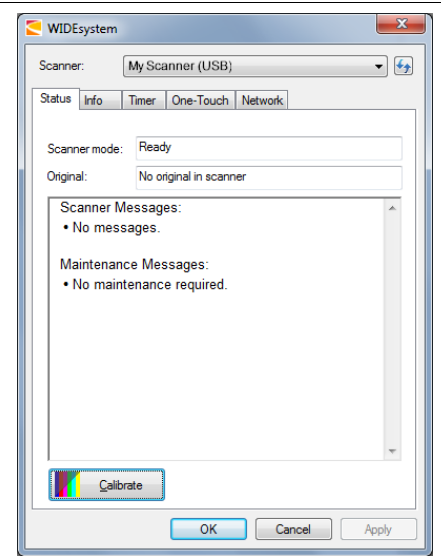 WIDEsystem
Scanner: My Scanner (USB)
Status Info Timer One-Touch Network
Scanner mode: Ready
Original: No original in scanner
Scanner Messages:
• No messages.
Maintenance Messages:
• No maintenance required.
Calibrate
OK Cancel Apply